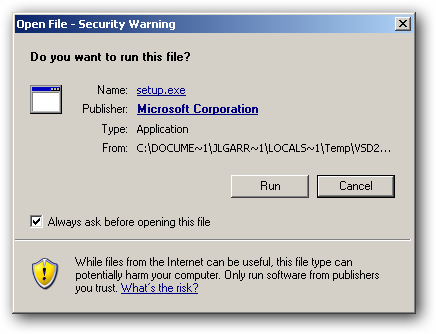 Open File - Security Warning
Do you want to run this file?
Name: setup.exe
Publisher: Microsoft Corporation
Type: Application
From: C:\DOCUME~1\JLGARR~1\LOCALS~1\Temp\VSD2...
Run Cancel
Always ask before opening this file
While files from the Internet can be useful, this file type can
potentially harm your computer. Only run software from publishers
you trust. What's the risk?